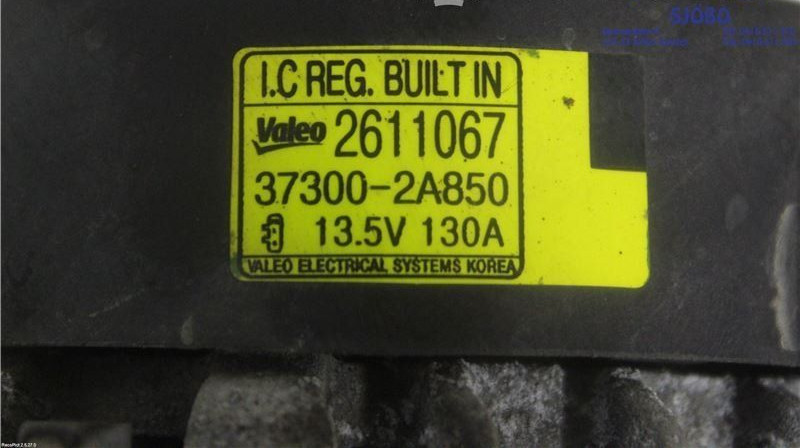 SJÖBO
I.C REG. BUILT IN
Valeo 2611067
37300-2A850
13.5V 130A
VALEO ELECTRICAL SYSTEMS KOREA